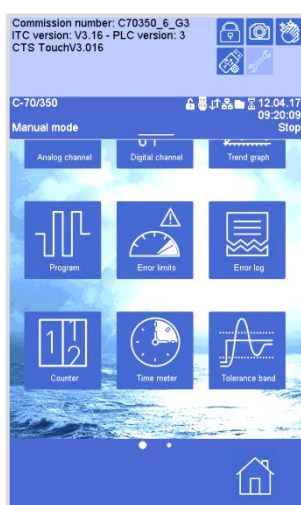 Commission number: C70350_6_G3
ITC version: V3.16 - PLC version: 3
CTS TouchV3.016
C-70/350
12.04.17
09:20:09
Manual mode
Stop
Analog channel
Digital channel
Trend graph
Program
Error limits
Error log
Counter
Time meter
Tolerance band